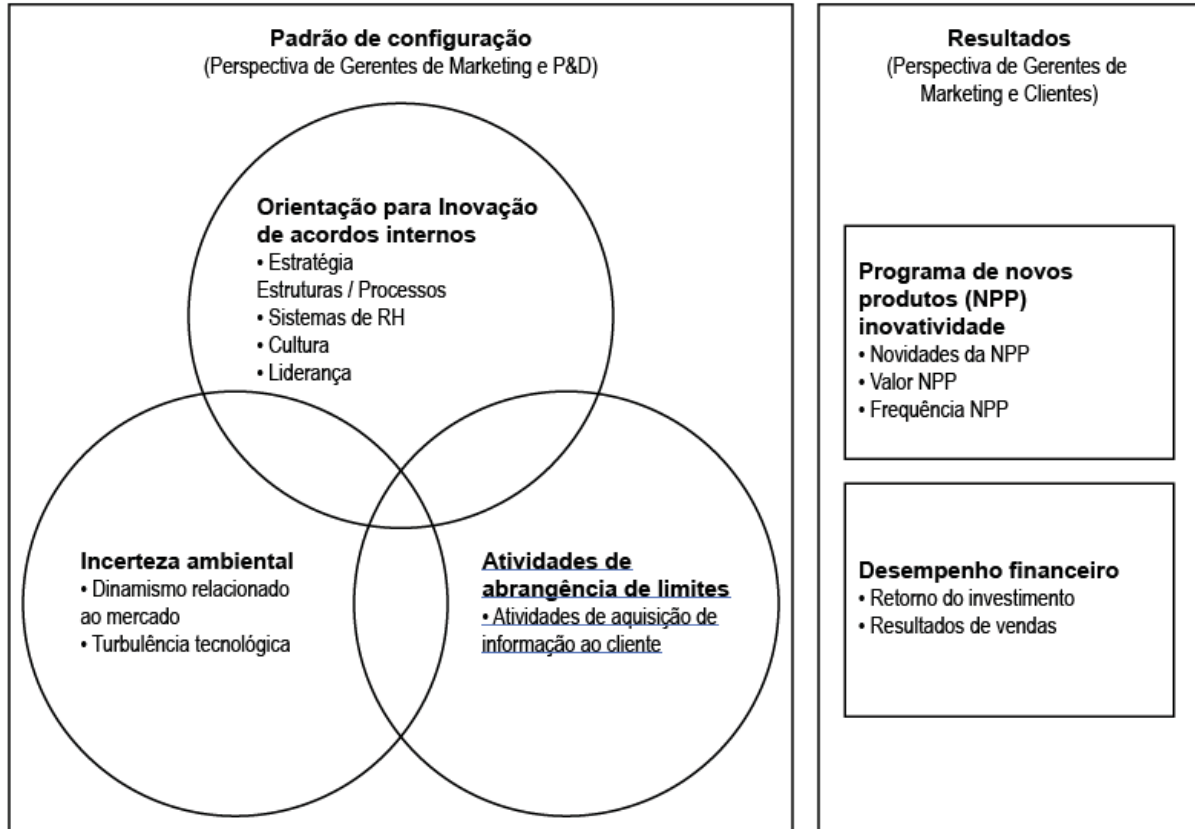 Padrão de configuração
(Perspectiva de Gerentes de Marketing e P&D)
Orientação para Inovação
de acordos internos
• Estratégia
Estruturas / Processos
• Sistemas de RH
• Cultura
• Liderança
Incerteza ambiental
• Dinamismo relacionado
ao mercado
• Turbulência tecnológica
Atividades de
abrangência de limites
• Atividades de aquisição de
informação ao cliente
Resultados
(Perspectiva de Gerentes de
Marketing e Clientes)
Programa de novos
produtos (NPP)
inovatividade
• Novidades da NPP
• Valor NPP
• Frequência NPP
Desempenho financeiro
• Retorno do investimento
• Resultados de vendas